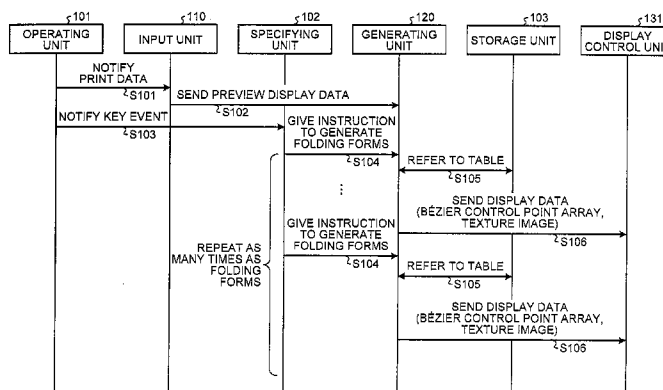 101
110
102
120
103
131
OPERATING
UNIT
INPUT UNIT
SPECIFYING
UNIT
GENERATING
UNIT
STORAGE UNIT
DISPLAY
CONTROL UNIT
NOTIFY
PRINT DATA
S101
SEND PREVIEW DISPLAY DATA
S102
NOTIFY KEY EVENT
S103
GIVE INSTRUCTION
TO GENERATE
FOLDING FORMS
S104
REFER TO TABLE
S105
SEND DISPLAY DATA
(BÉZIER CONTROL POINT ARRAY,
TEXTURE IMAGE)
S106
GIVE INSTRUCTION
TO GENERATE
FOLDING FORMS
S104
REPEAT AS
MANY TIMES AS
FOLDING
FORMS
REFER TO TABLE
S105
SEND DISPLAY DATA
(BÉZIER CONTROL POINT ARRAY,
TEXTURE IMAGE)
S106